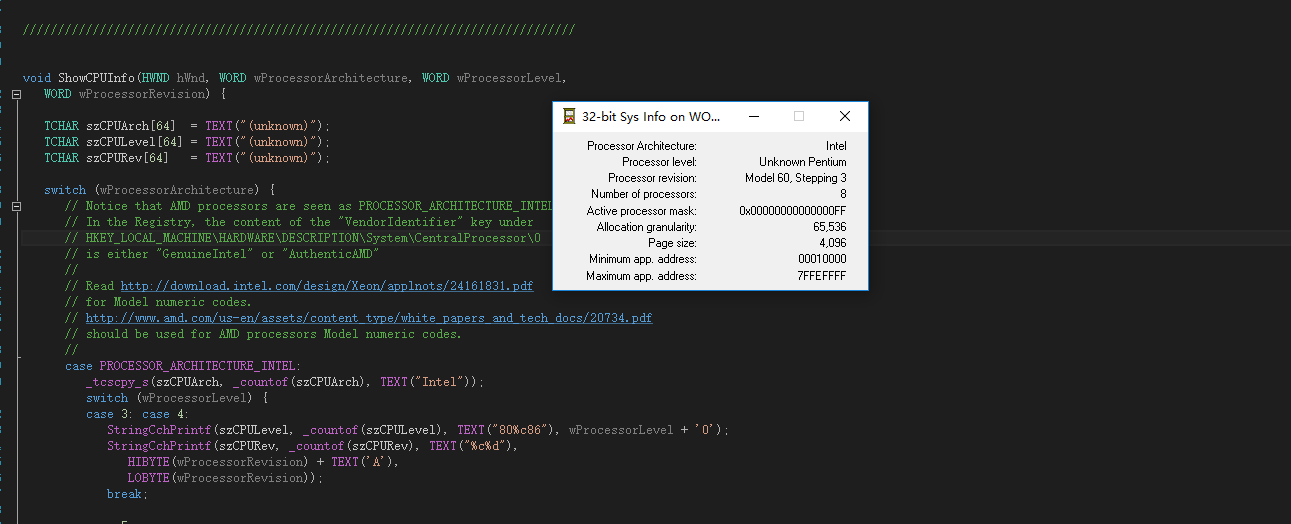 ////////////////////////////////////////////////////////////////////////////////
void ShowCPUInfo(HWND hWnd, WORD wProcessorArchitecture, WORD wProcessorLevel,
WORD wProcessorRevision) {
TCHAR szCPUArch[64] = TEXT("(unknown)");
TCHAR szCPULevel[64] = TEXT("(unknown)");
TCHAR szCPURev[64] = TEXT("(unknown)");
switch (wProcessorArchitecture) {
// Notice that AMD processors are seen as PROCESSOR_ARCHITECTURE_INTEL
// In the Registry, the content of the "VendorIdentifier" key under
// HKEY_LOCAL_MACHINE\HARDWARE\DESCRIPTION\System\CentralProcessor\0
// is either "GenuineIntel" or "AuthenticAMD"
//
// Read http://download.intel.com/design/Xeon/applnots/24161831.pdf
// for Model numeric codes.
// http://www.amd.com/us-en/assets/content_type/white_papers_and_tech_docs/20734.pdf
// should be used for AMD processors Model numeric codes.
//
case PROCESSOR_ARCHITECTURE_INTEL:
_tcscpy_s(szCPUArch, _countof(szCPUArch), TEXT("Intel"));
switch (wProcessorLevel) {
case 3: case 4:
StringCchPrintf(szCPULevel, _countof(szCPULevel), TEXT("80%c86"), wProcessorLevel + '0');
StringCchPrintf(szCPURev, _countof(szCPURev), TEXT("%c%d"),
HIBYTE(wProcessorRevision) + TEXT('A'),
LOBYTE(wProcessorRevision));
break;
32-bit Sys Info on WO...
Processor Architecture: Intel
Processor level: Unknown Pentium
Processor revision: Model 60, Stepping 3
Number of processors: 8
Active processor mask: 0x00000000000000FF
Allocation granularity: 65,536
Page size: 4,096
Minimum app. address: 00010000
Maximum app. address: 7FFEFFFF